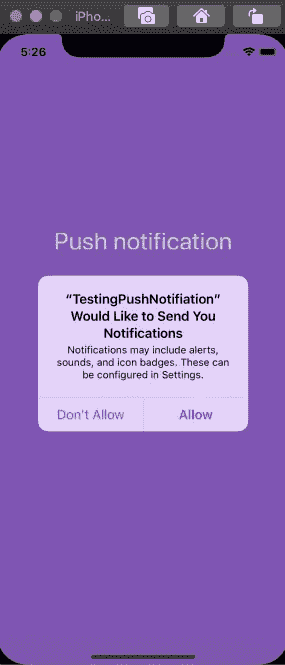 iPho...
5:26
Push notification
“TestingPushNotifiation”
Would Like to Send You
Notifications
Notifications may include alerts,
sounds, and icon badges. These can
be configured in Settings.
Don't Allow
Allow